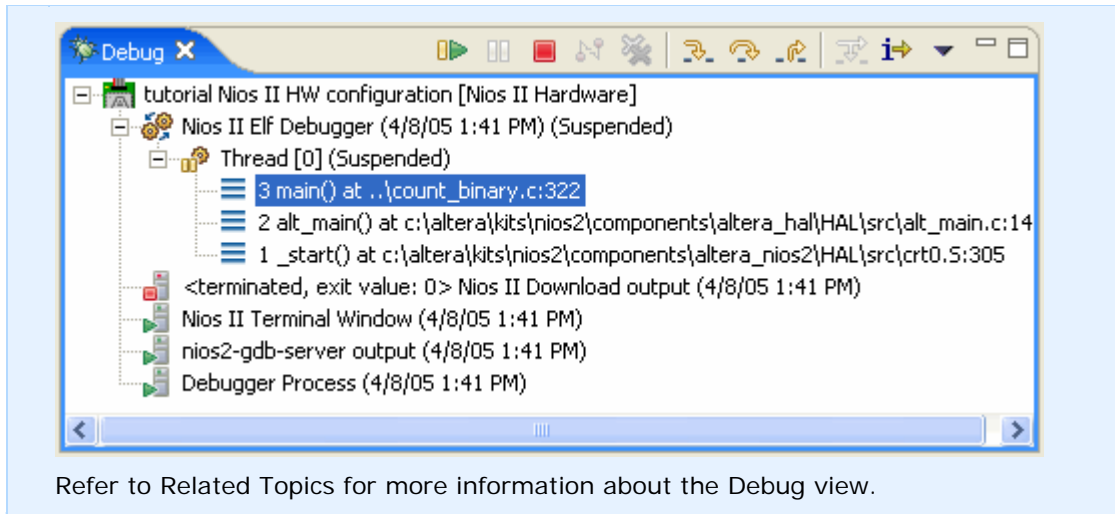 Debug
tutorial Nios II HW configuration [Nios II Hardware]
Nios II Elf Debugger (4/8/05 1:41 PM) (Suspended)
Thread [0] (Suspended)
3 main() at ..\count_binary.c:322
2 alt_main() at c:\altera\kits\nios2\components\altera_hal\HAL\src\alt_main.c:14
1 _start() at c:\altera\kits\nios2\components\altera_nios2\HAL\src\crt0.S:305
<terminated, exit value: 0> Nios II Download output (4/8/05 1:41 PM)
Nios II Terminal Window (4/8/05 1:41 PM)
nios2-gdb-server output (4/8/05 1:41 PM)
Debugger Process (4/8/05 1:41 PM)
Refer to Related Topics for more information about the Debug view.